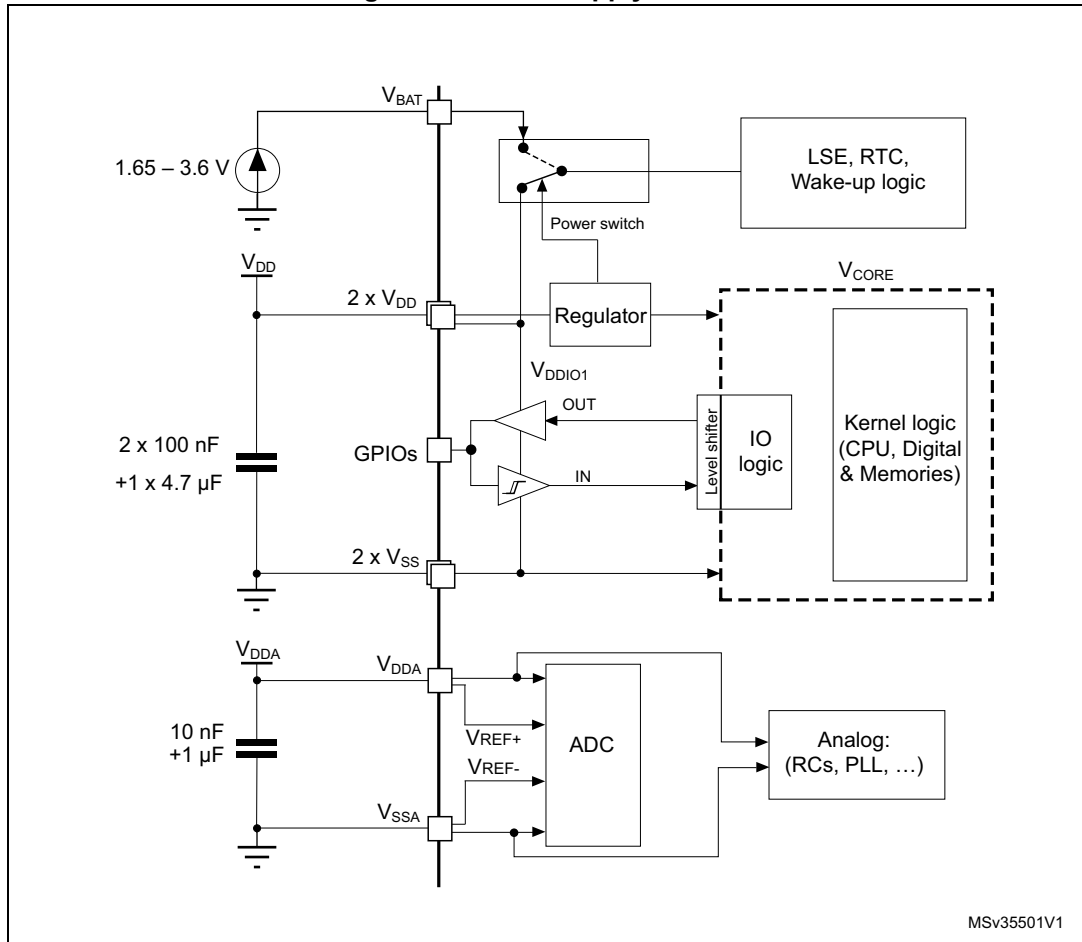 V_BAT
1.65 – 3.6 V
Power switch
LSE, RTC,
Wake-up logic
V_DD
2 x V_DD
Regulator
V_CORE
V_DDIO1
OUT
GPIOs
IN
Level shifter
IO
logic
Kernel logic
(CPU, Digital
& Memories)
2 x 100 nF
+1 x 4.7 µF
2 x V_SS
V_DDA
V_DDA
10 nF
+1 µF
VREF+
VREF-
ADC
Analog:
(RCs, PLL, …)
V_SSA
MSv35501V1